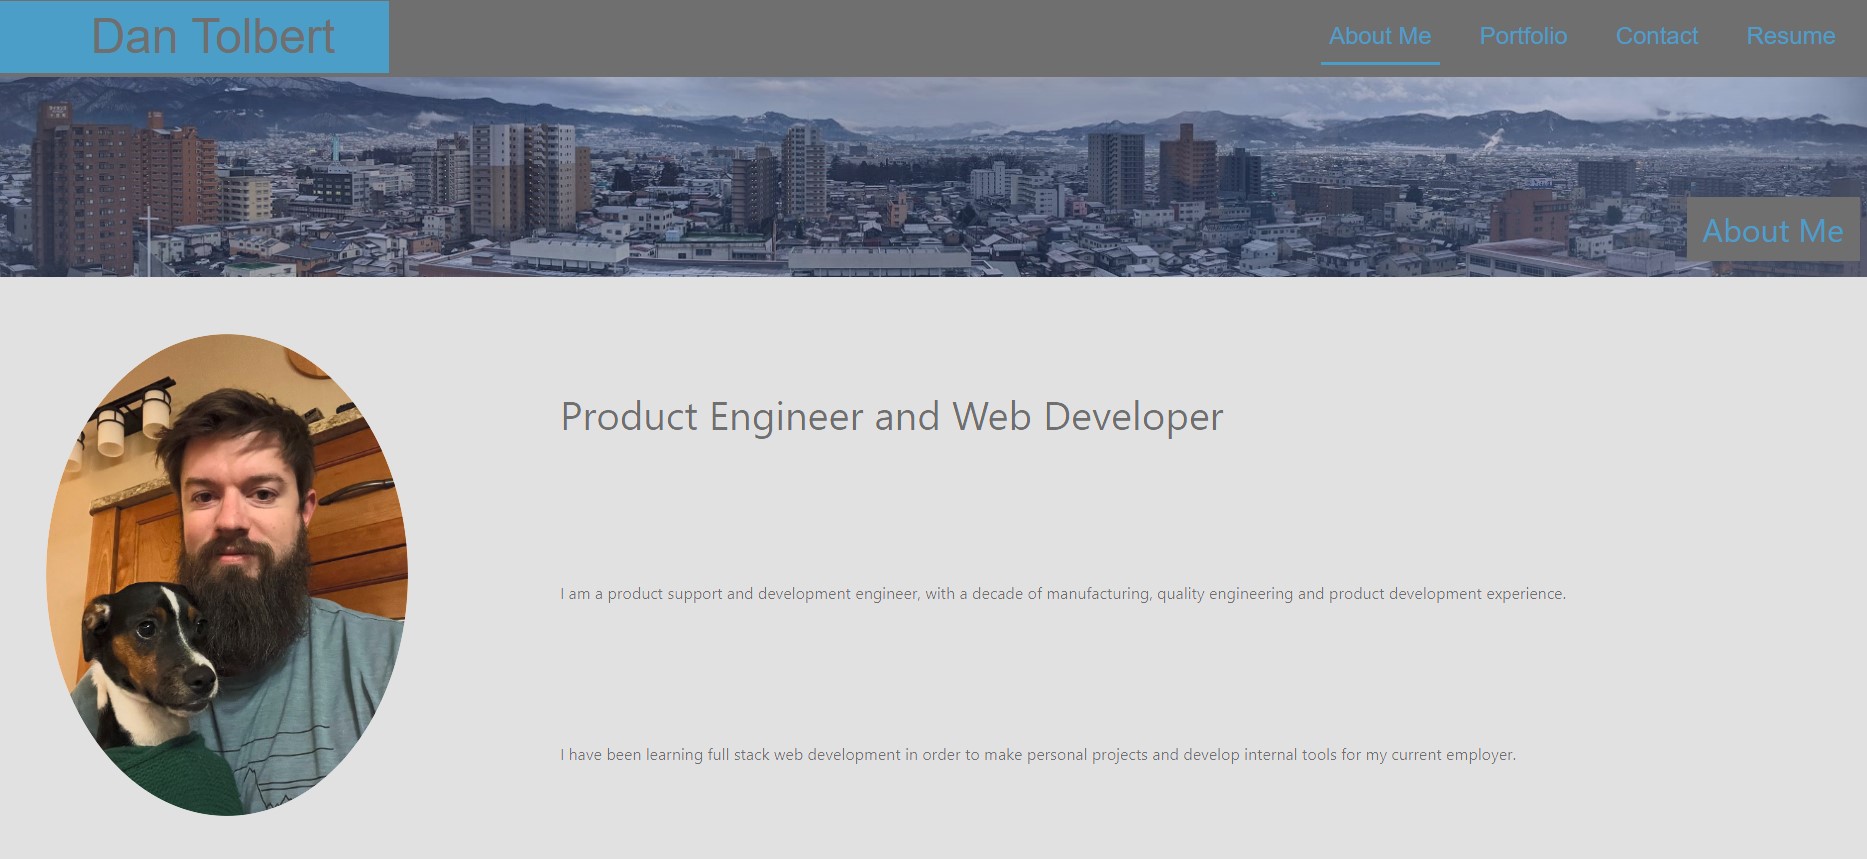 Dan Tolbert
About Me
Portfolio
Contact
Resume
About Me
Product Engineer and Web Developer
I am a product support and development engineer, with a decade of manufacturing, quality engineering and product development experience.
I have been learning full stack web development in order to make personal projects and develop internal tools for my current employer.